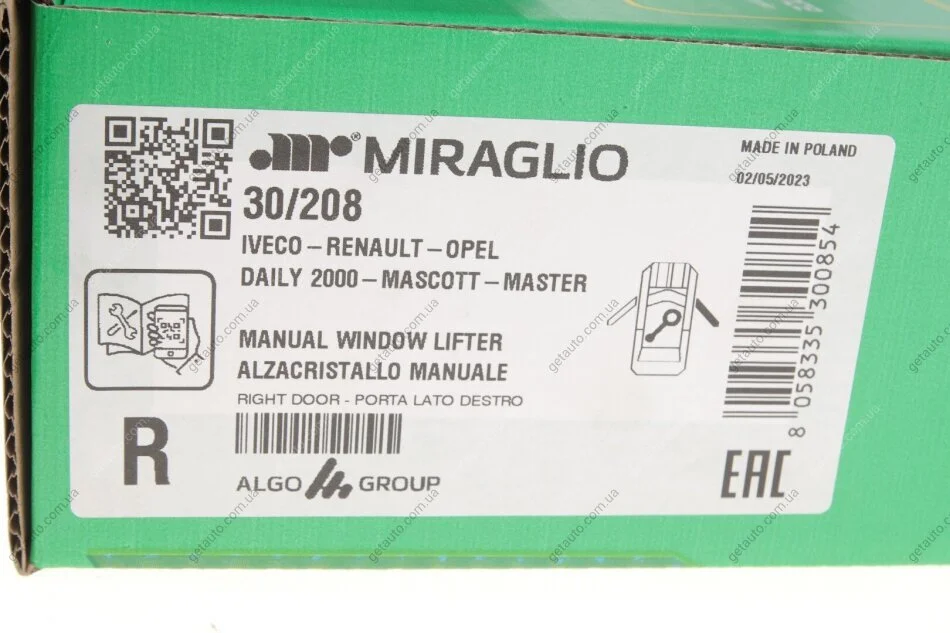 MIRAGLIO
MADE IN POLAND
02/05/2023
30/208
IVECO – RENAULT – OPEL
DAILY 2000 – MASCOTT – MASTER
MANUAL WINDOW LIFTER
ALZACRISTALLO MANUALE
RIGHT DOOR - PORTA LATO DESTRO
R
ALGO GROUP
8 058335 300854
EAC
getauto.com.ua